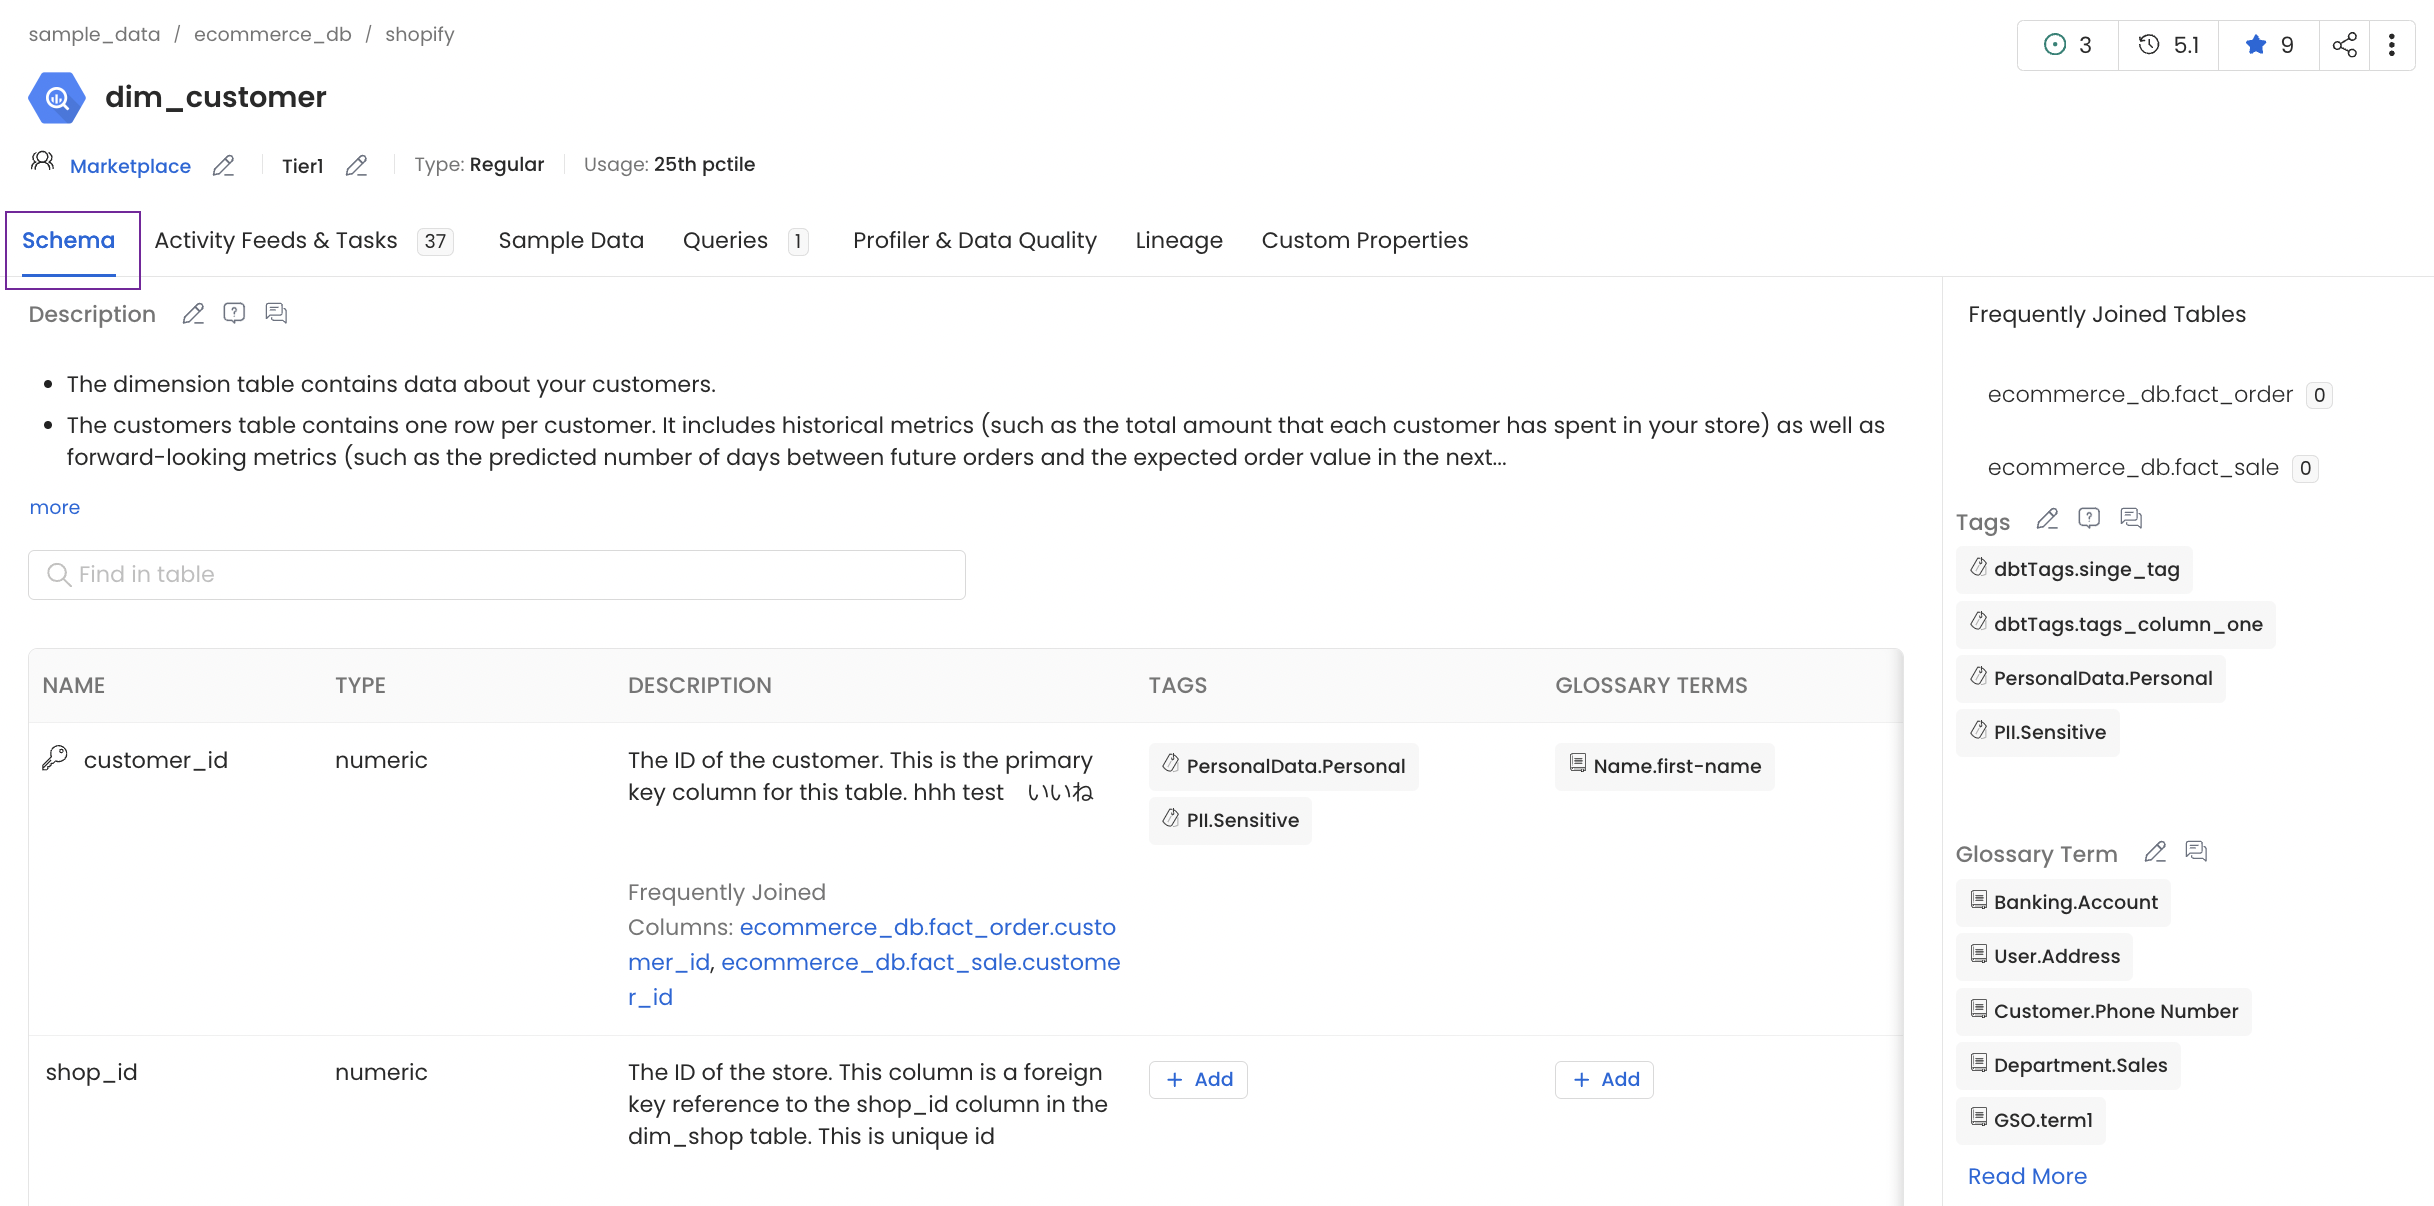 sample_data / ecommerce_db / shopify
3
5.1
9
dim_customer
Marketplace
Tier1
Type: Regular
Usage: 25th pctile
Schema
Activity Feeds & Tasks 37
Sample Data
Queries 1
Profiler & Data Quality
Lineage
Custom Properties
Description
The dimension table contains data about your customers.
The customers table contains one row per customer. It includes historical metrics (such as the total amount that each customer has spent in your store) as well as
forward-looking metrics (such as the predicted number of days between future orders and the expected order value in the next...
more
Find in table
NAME TYPE DESCRIPTION TAGS GLOSSARY TERMS
customer_id
numeric
The ID of the customer. This is the primary
key column for this table. hhh test　いいね
Frequently Joined
Columns: ecommerce_db.fact_order.custo
mer_id, ecommerce_db.fact_sale.custome
r_id
PersonalData.Personal
PII.Sensitive
Name.first-name
shop_id
numeric
The ID of the store. This column is a foreign
key reference to the shop_id column in the
dim_shop table. This is unique id
+ Add
+ Add
Frequently Joined Tables
ecommerce_db.fact_order 0
ecommerce_db.fact_sale 0
Tags
dbtTags.singe_tag
dbtTags.tags_column_one
PersonalData.Personal
PII.Sensitive
Glossary Term
Banking.Account
User.Address
Customer.Phone Number
Department.Sales
GSO.term1
Read More